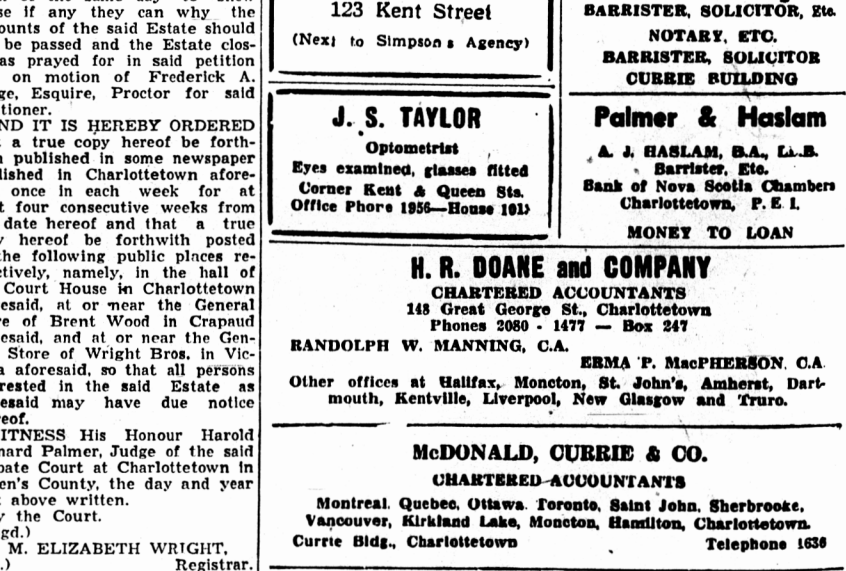 se if any they can why the
counts of the said Estate should
be passed and the Estate clos-
as prayed for in said petition
on motion of Frederick A.
ge, Esquire, Proctor for said
tioner.
ND IT IS HEREBY ORDERED
a true copy hereof be forth-
published in some newspaper
lished in Charlottetown afore-
once in each week for at
t four consecutive weeks from
date hereof and that a true
y hereof be forthwith posted
the following public places re-
ctively, namely, in the hall of
Court House in Charlottetown
esaid, at or near the General
e of Brent Wood in Crapaud
esaid, and at or near the Gen-
Store of Wright Bros. in Vic-
a aforesaid, so that all persons
rested in the said Estate as
esaid may have due notice
eof.
ITNESS His Honour Harold
nard Palmer, Judge of the said
bate Court at Charlottetown in
en's County, the day and year
above written.
y the Court.
gd.)
M. ELIZABETH WRIGHT,
.) Registrar.
123 Kent Street
(Next to Simpsons Agency)
BARRISTER, SOLICITOR, Etc.
NOTARY, ETC.
BARRISTER, SOLICITOR
CURRIE BUILDING
J. S. TAYLOR
Optometrist
Eyes examined, glasses fitted
Corner Kent & Queen Sts.
Office Phone 1956—House
Palmer & Haslam
A. J. HASLAM, B.A., LL.B.
Barrister, Etc.
Bank of Nova Scotia Chambers
Charlottetown, P. E. I.
MONEY TO LOAN
H. R. DOANE and COMPANY
CHARTERED ACCOUNTANTS
148 Great George St., Charlottetown
Phones 2080 - 1477 — Box 247
RANDOLPH W. MANNING, C.A.
ERMA P. MacPHERSON, C.A.
Other offices at Halifax, Moncton, St. John's, Amherst, Dart-
mouth, Kentville, Liverpool, New Glasgow and Truro.
McDONALD, CURRIE & CO.
CHARTERED ACCOUNTANTS
Montreal, Quebec, Ottawa, Toronto, Saint John, Sherbrooke,
Vancouver, Kirkland Lake, Moncton, Hamilton, Charlottetown.
Currie Bldg., Charlottetown Telephone 1636